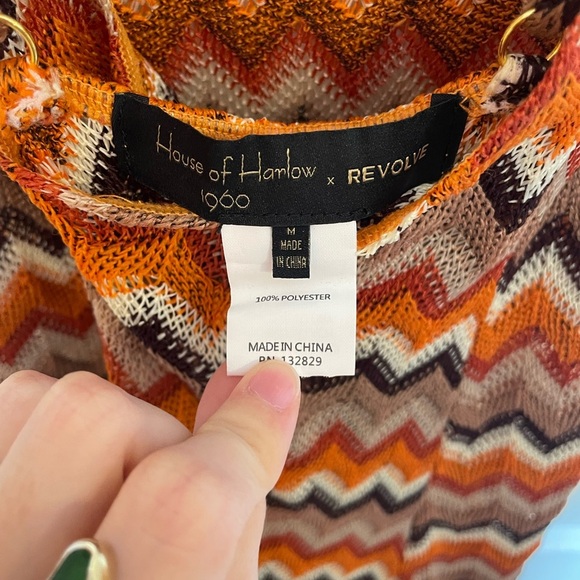 House of Harlow x REVOLVE
1960
M
MADE
IN CHINA
100% POLYESTER
MADE IN CHINA
RN 132829